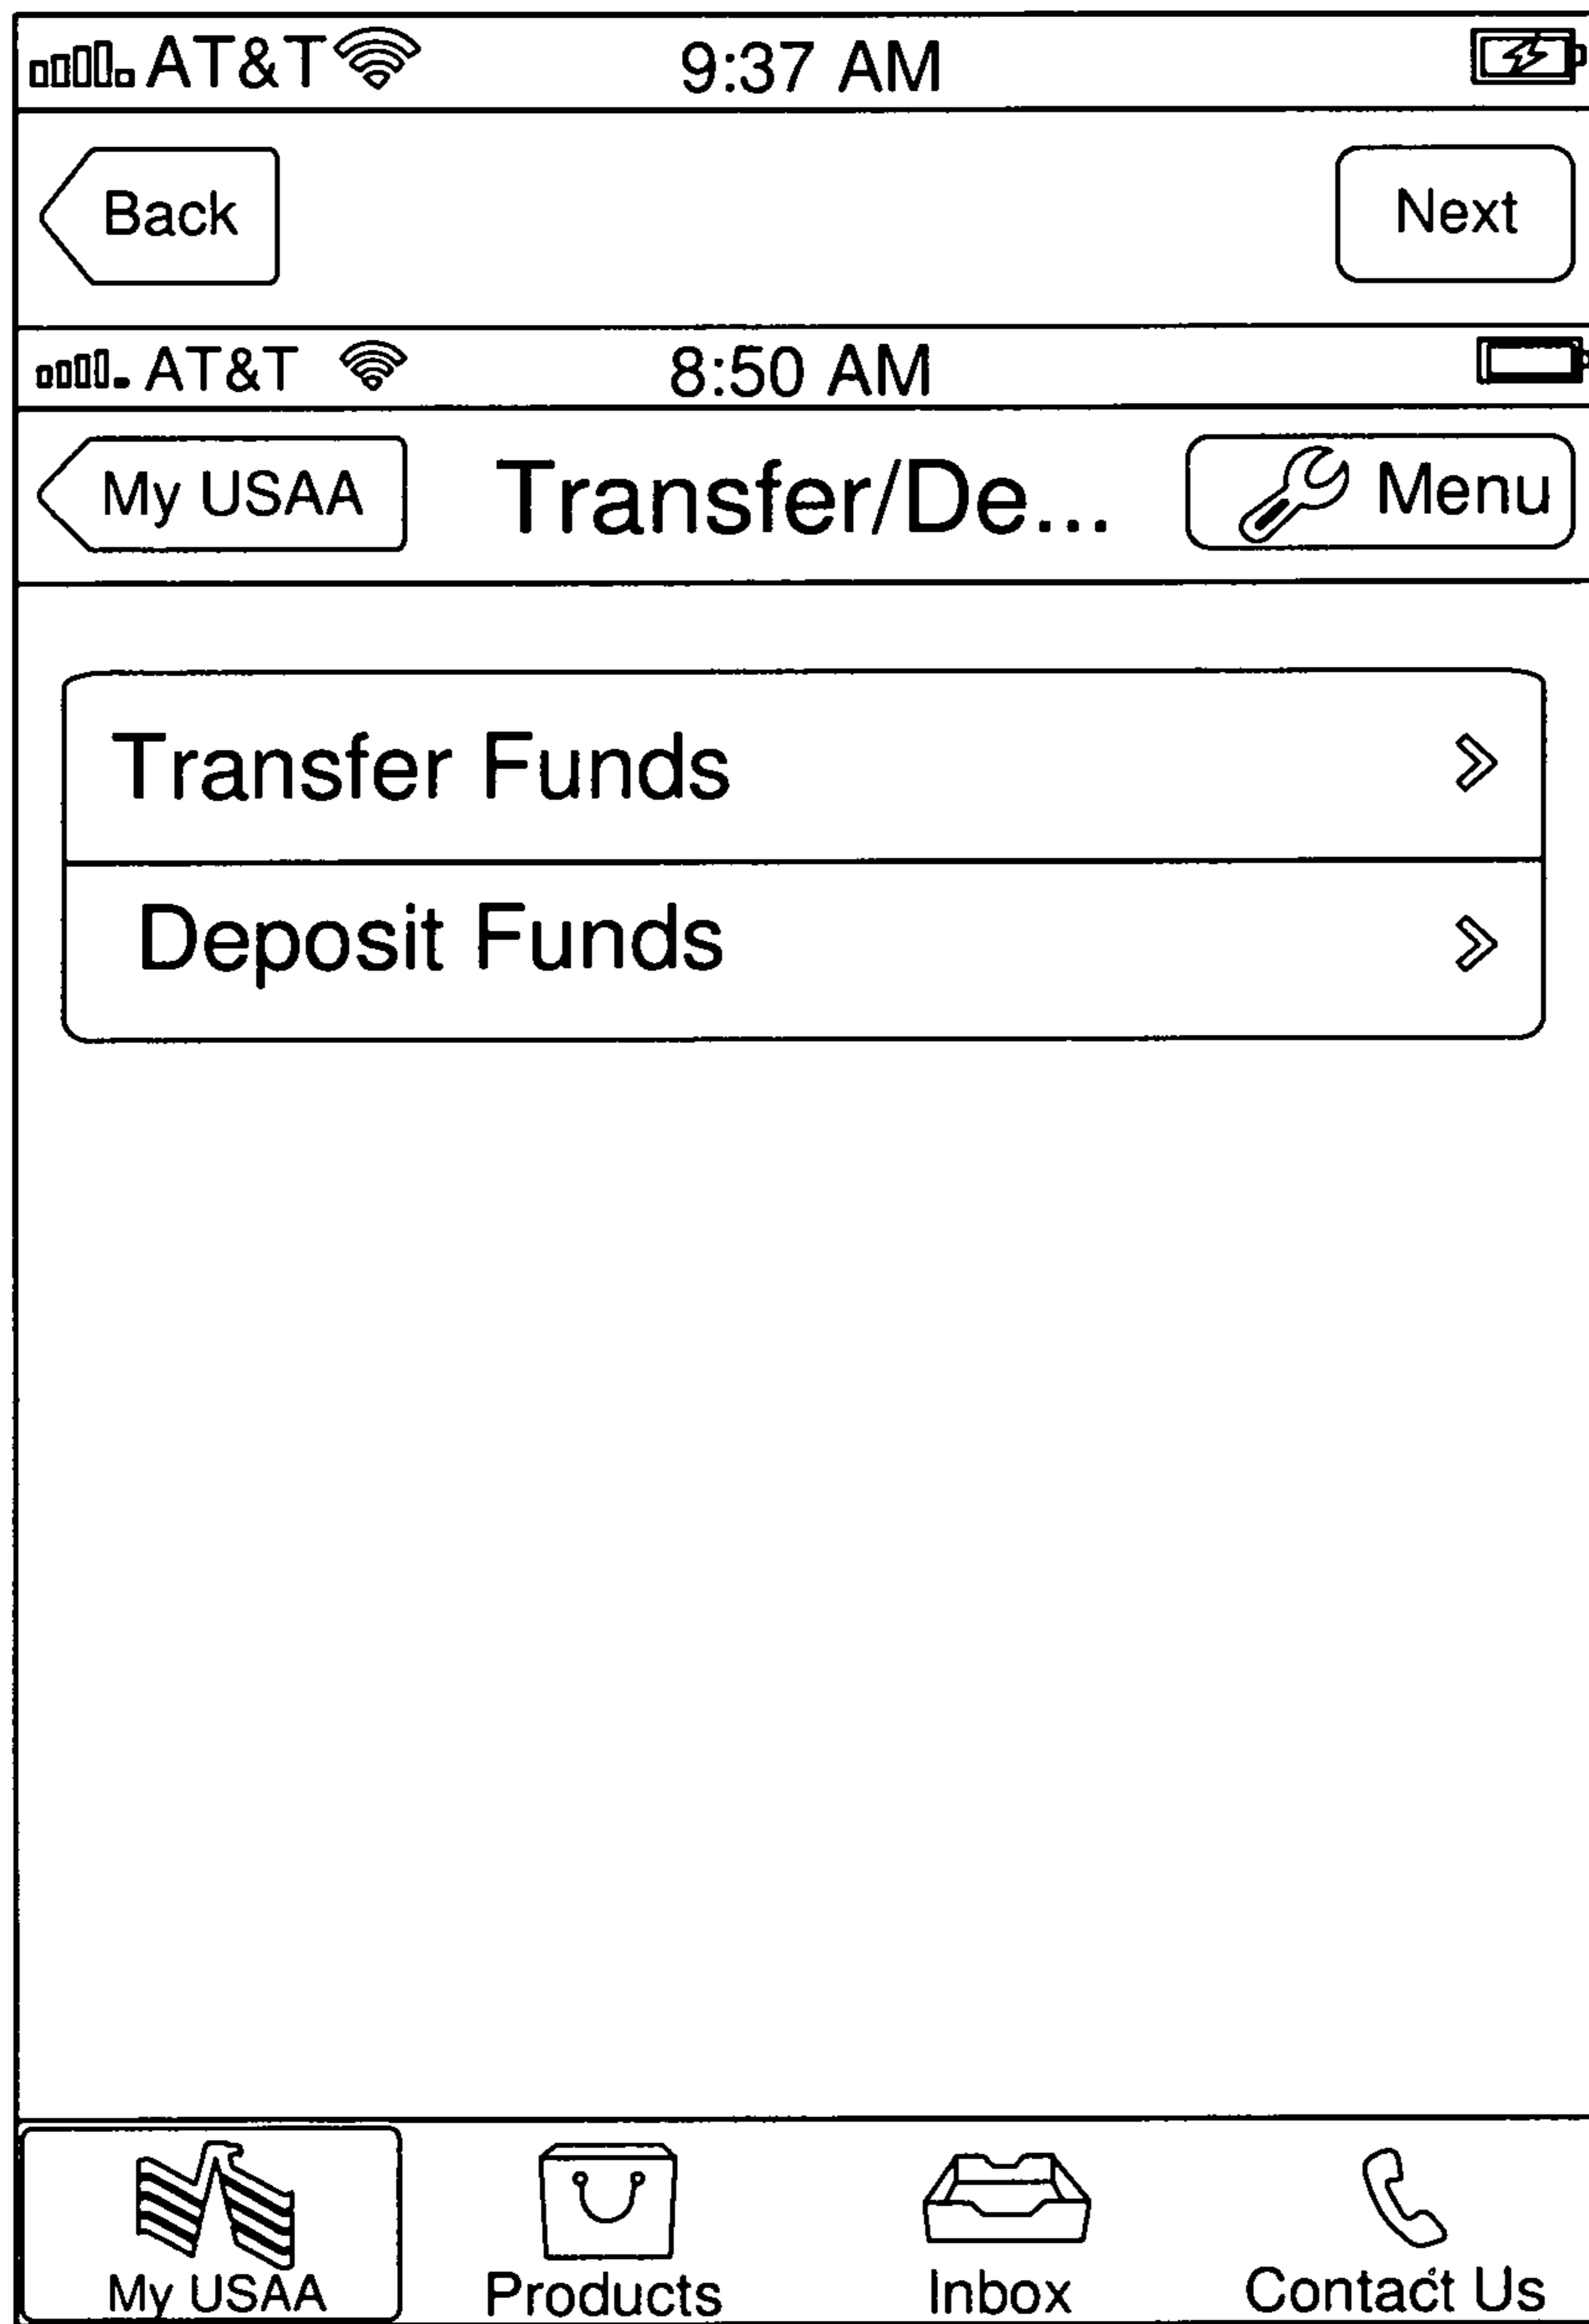 AT&T 9:37 AM
Back Next
AT&T 8:50 AM
My USAA Transfer/De... Menu
Transfer Funds
Deposit Funds
My USAA Products Inbox Contact Us